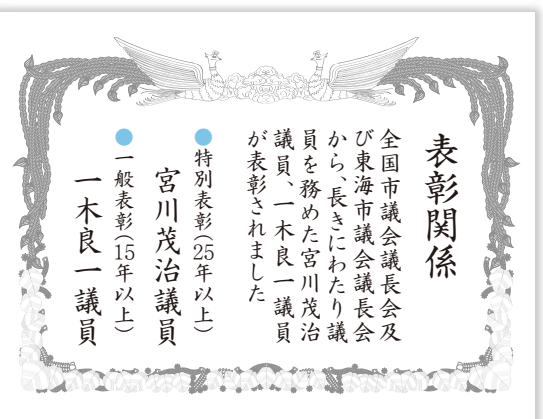 表彰関係
全国市議会議長会及
び東海市議会議長会
から、長きにわたり議
員を務めた宮川茂治
議員、一木良一議員
が表彰されました
●特別表彰(25年以上)
宮川茂治議員
●一般表彰(15年以上)
一木良一議員